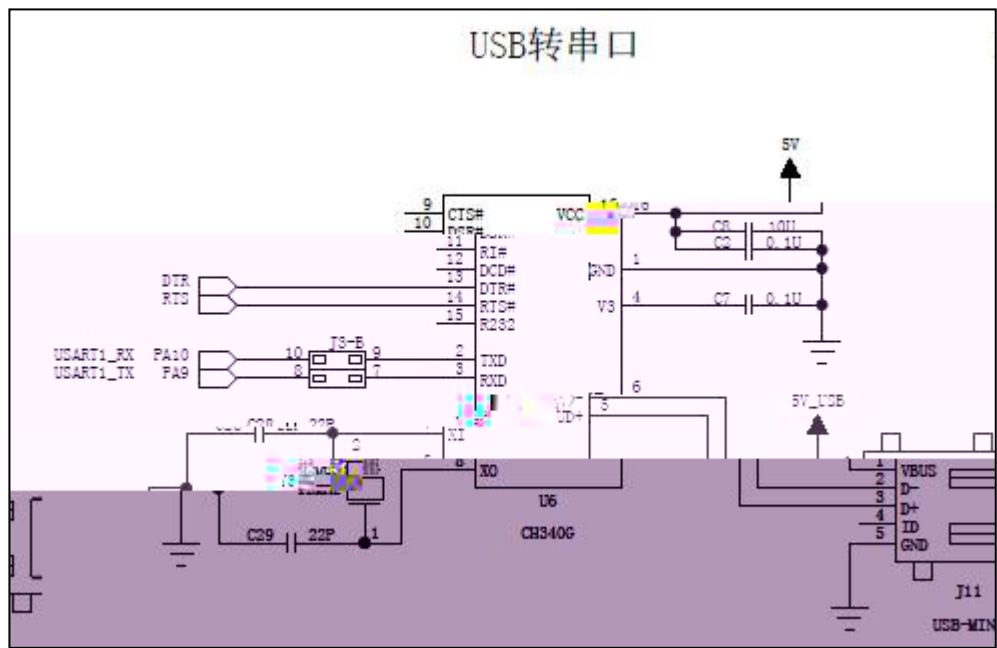 USB转串口
5V
9 CTS# VCC
10
11 RI#
12 DCD# GND 1
13 DTR#
14 RTS# V3 4
15 R232
C2 0.1U
C7 0.1U
DTR
RTS
J3-B
USART1_RX PA10 10 9 2 TXD
USART1_TX PA9 8 7 3 RXD
6
5 UD+
5V_USB
XI
2
8 XO
U6
CH340G
C29 22P 1
1 VBUS
2 D-
3 D+
4 ID
5 GND
J11
USB-MIN